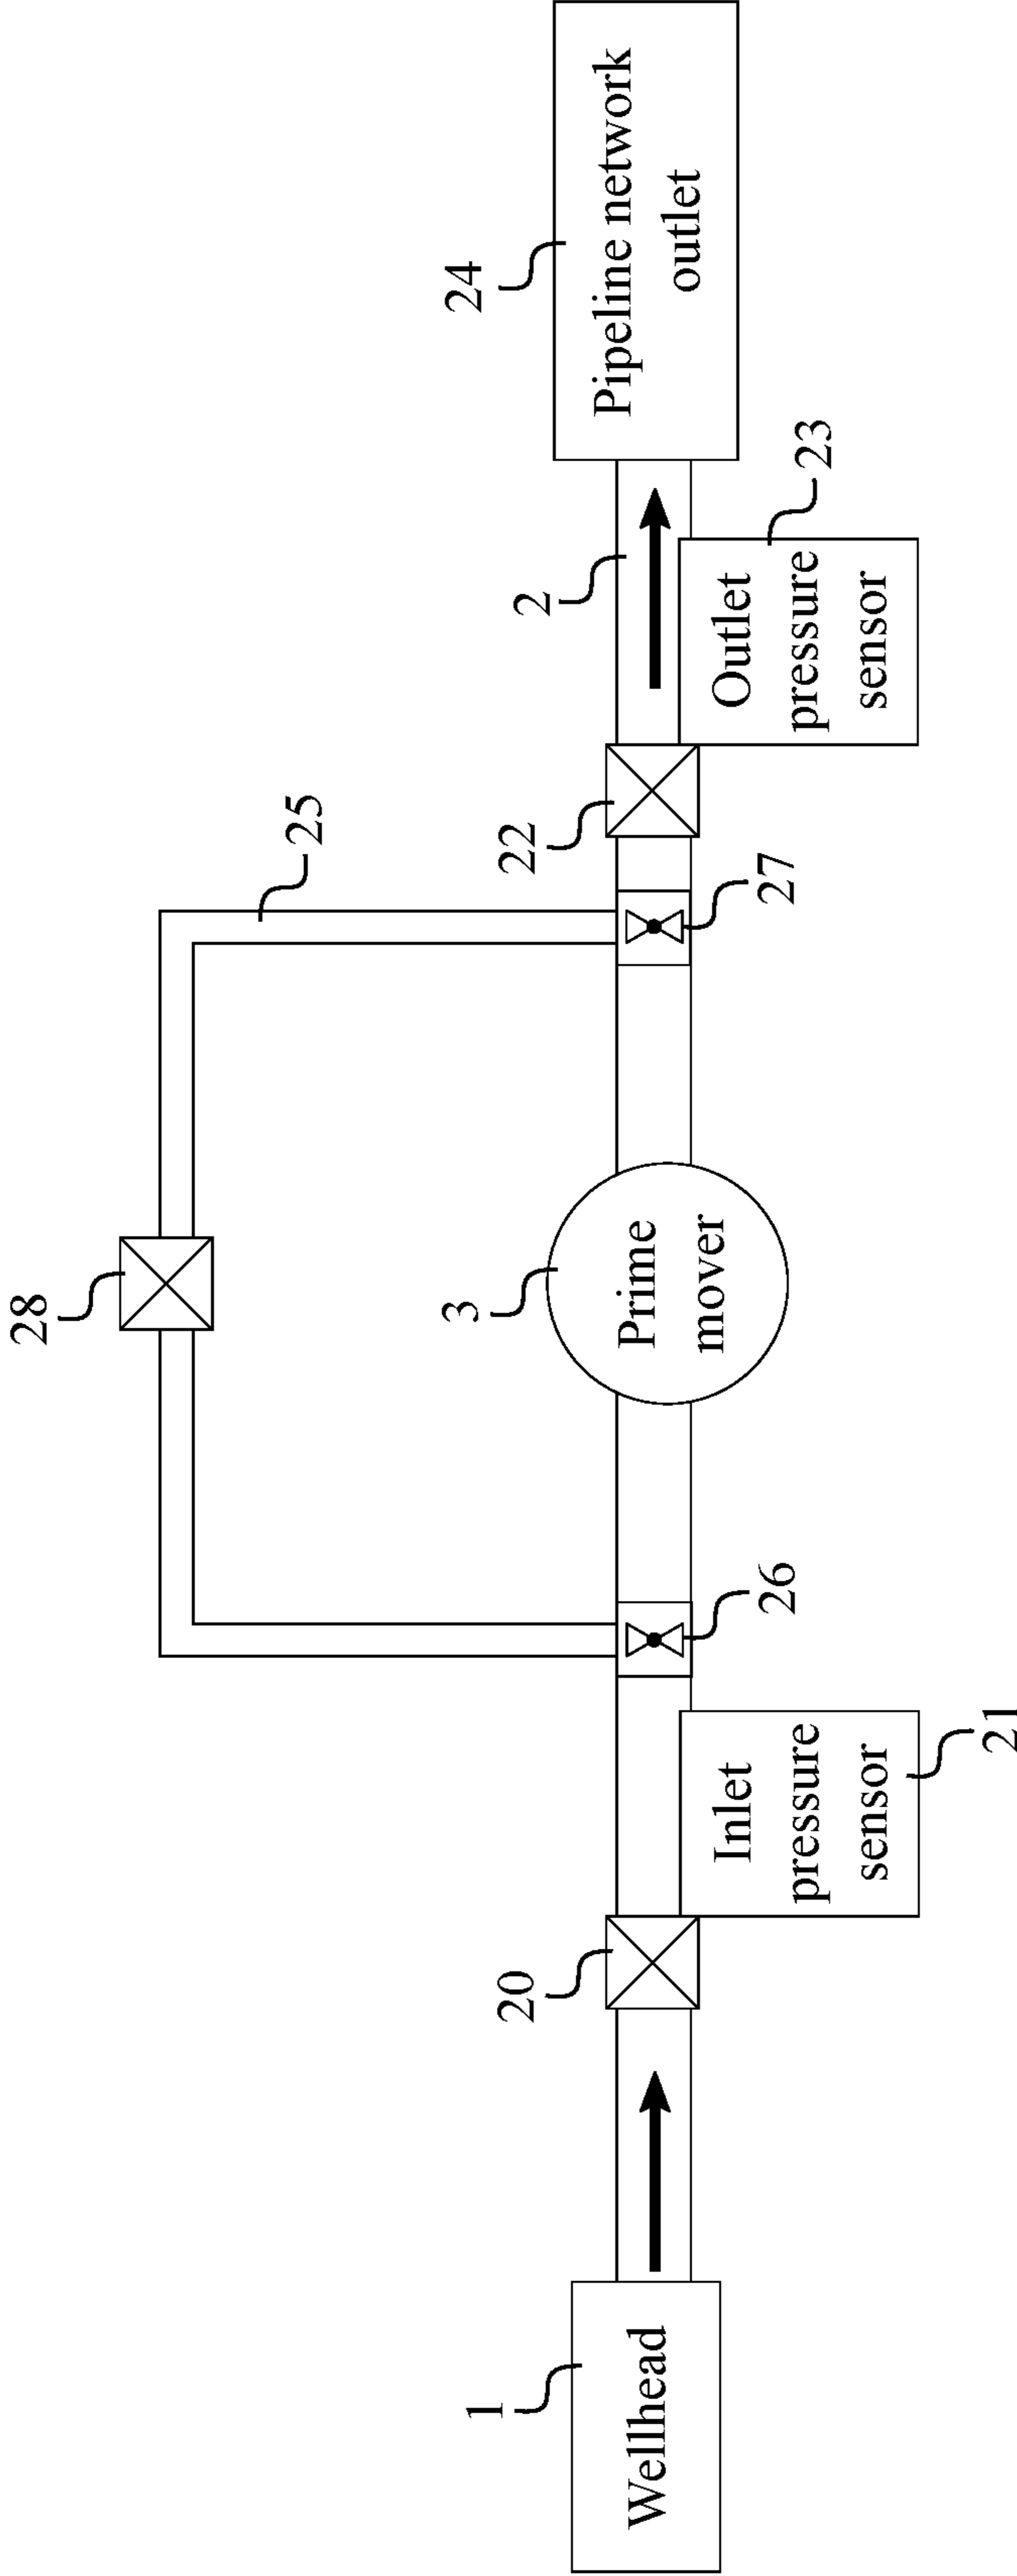 28
25
1
Wellhead
20
Inlet
pressure
sensor
21
26
3
Prime
mover
27
22
2
Outlet
pressure
sensor
23
24
Pipeline network
outlet